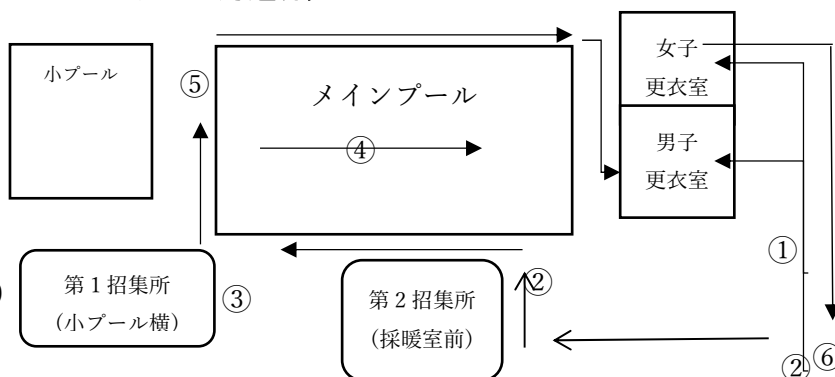 小プール
⑤
メインプール
④
女子
更衣室
男子
更衣室
①
第１招集所
(小プール横)
③
第２招集所
(採暖室前)
②
②
⑥